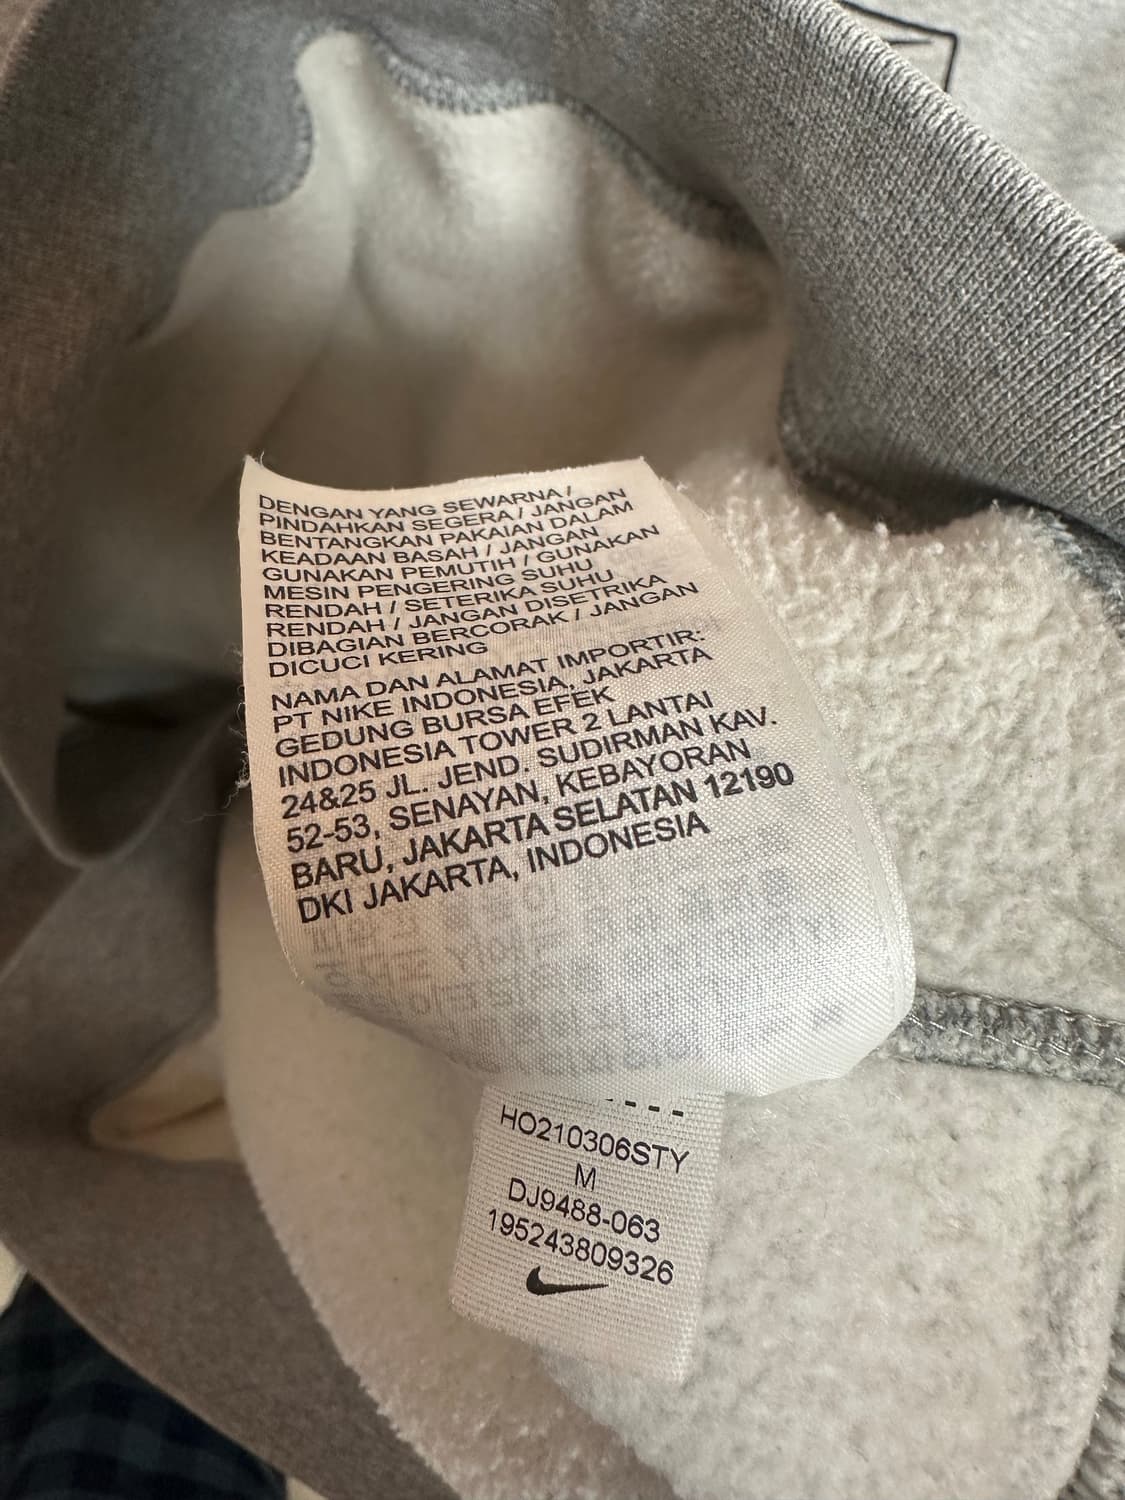 DENGAN YANG SEWARNA /
PINDAHKAN SEGERA / JANGAN
BENTANGKAN PAKAIAN DALAM
KEADAAN BASAH / JANGAN
GUNAKAN PEMUTIH / GUNAKAN
MESIN PENGERING SUHU
RENDAH / SETERIKA SUHU
RENDAH / JANGAN DISETRIKA
DIBAGIAN BERCORAK / JANGAN
DICUCI KERING
NAMA DAN ALAMAT IMPORTIR:
PT NIKE INDONESIA, JAKARTA
GEDUNG BURSA EFEK
INDONESIA TOWER 2 LANTAI
24&25 JL. JEND. SUDIRMAN KAV.
52-53, SENAYAN, KEBAYORAN
BARU, JAKARTA SELATAN 12190
DKI JAKARTA, INDONESIA
HO210306STY
M
DJ9488-063
195243809326